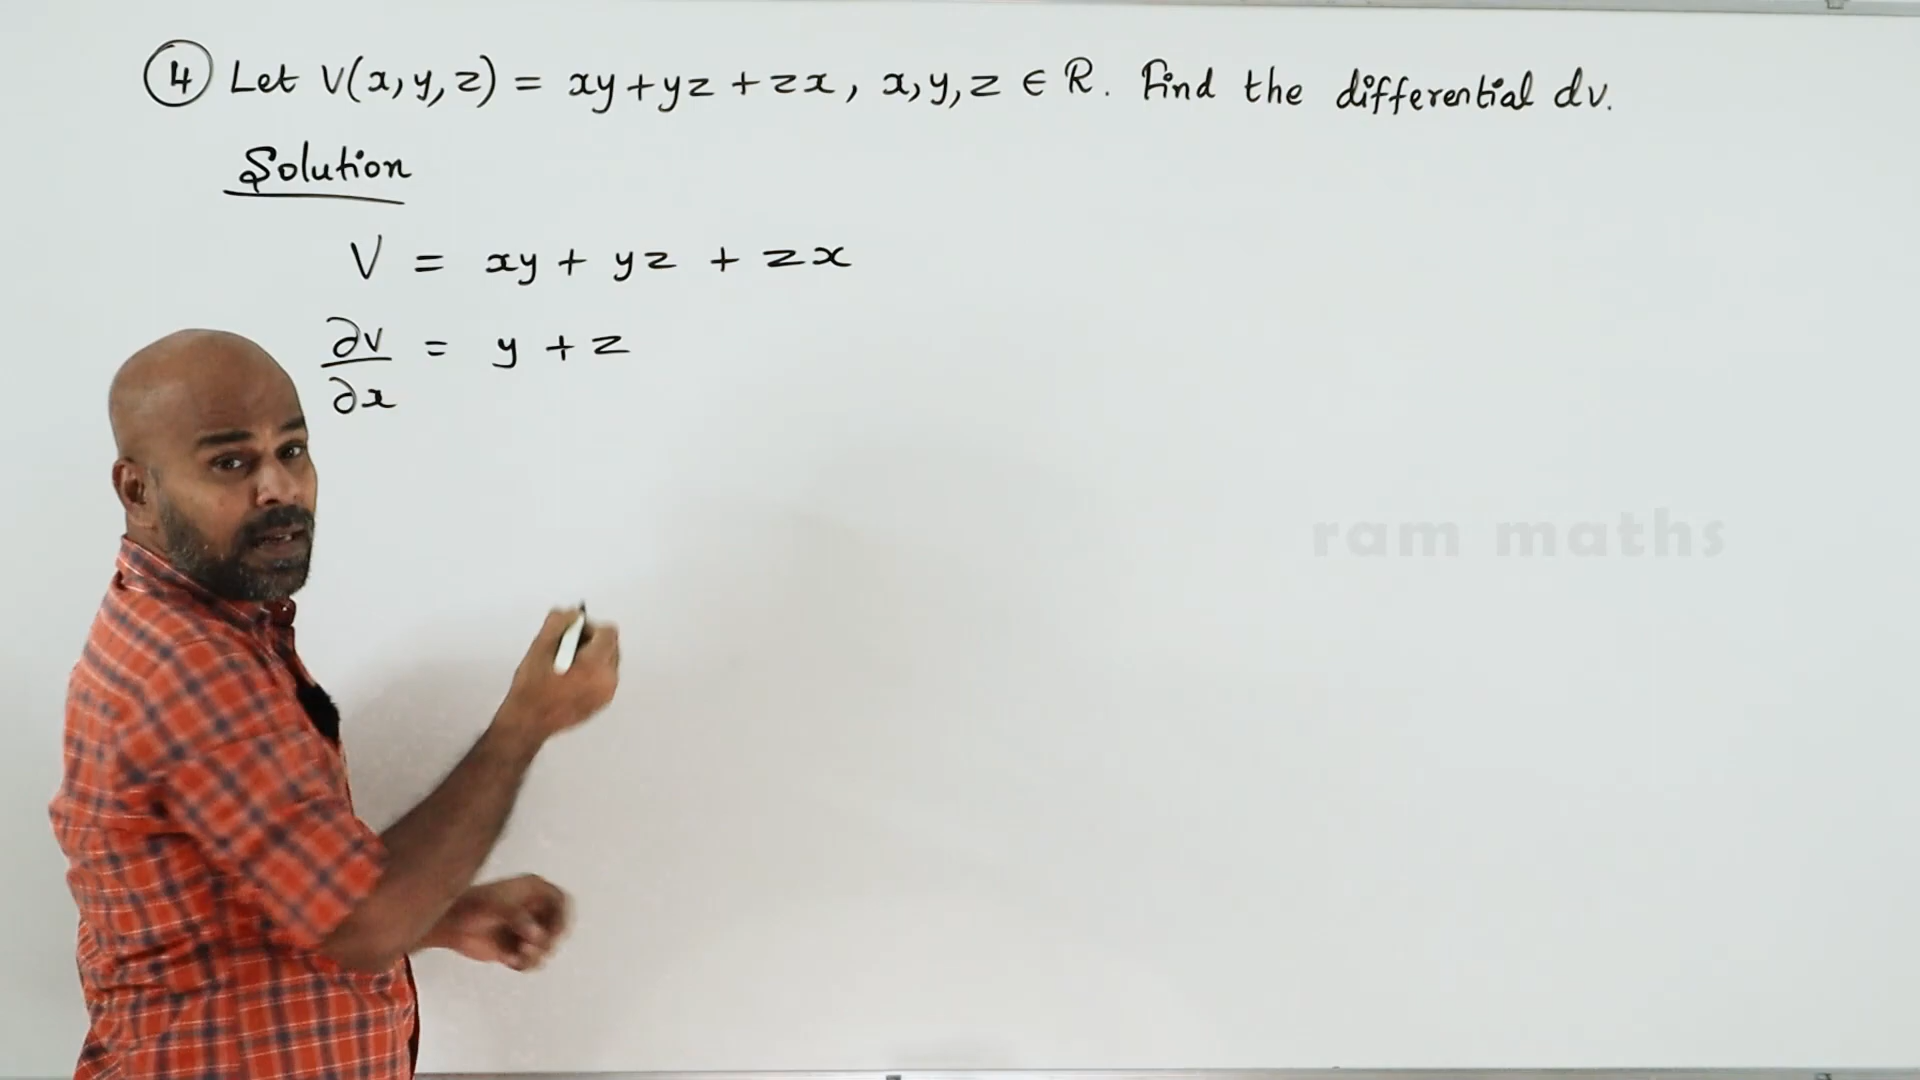 4 Let V(x,y,z) = xy+yz+zx, x,y,z ∈ R. Find the differential dv.
Solution
V = xy + yz + zx
∂v/∂x = y + z
ram maths